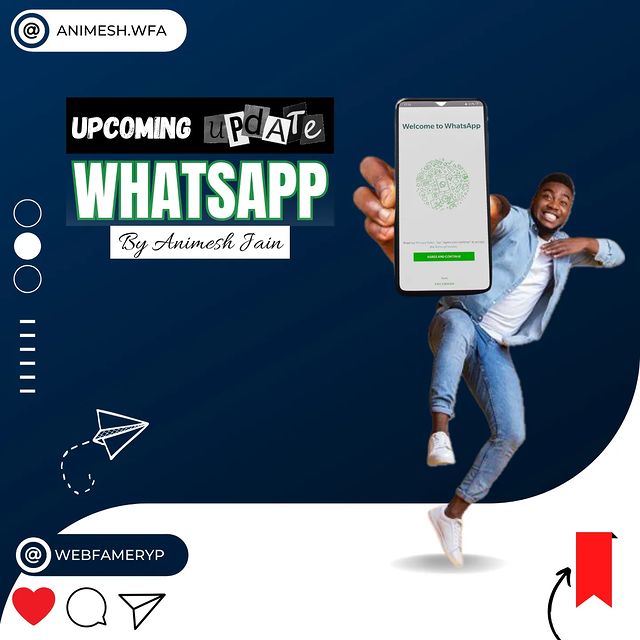 @ ANIMESH.WFA
UPCOMING upDATe
WHATSAPP
By Animesh Jain
Welcome to WhatsApp
AGREE AND CONTINUE
@ WEBFAMERYP